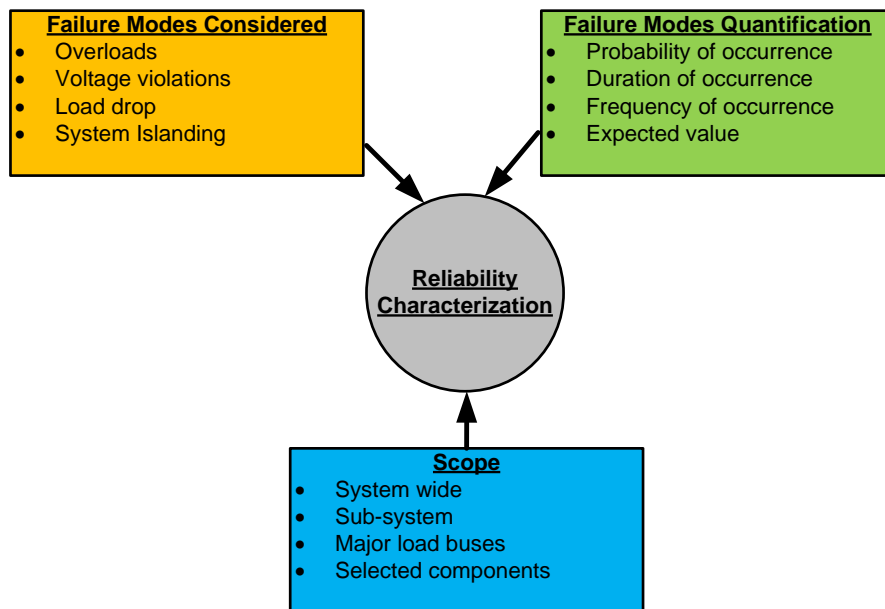 Failure Modes Considered
• Overloads
• Voltage violations
• Load drop
• System Islanding
Failure Modes Quantification
• Probability of occurrence
• Duration of occurrence
• Frequency of occurrence
• Expected value
Reliability
Characterization
Scope
• System wide
• Sub-system
• Major load buses
• Selected components